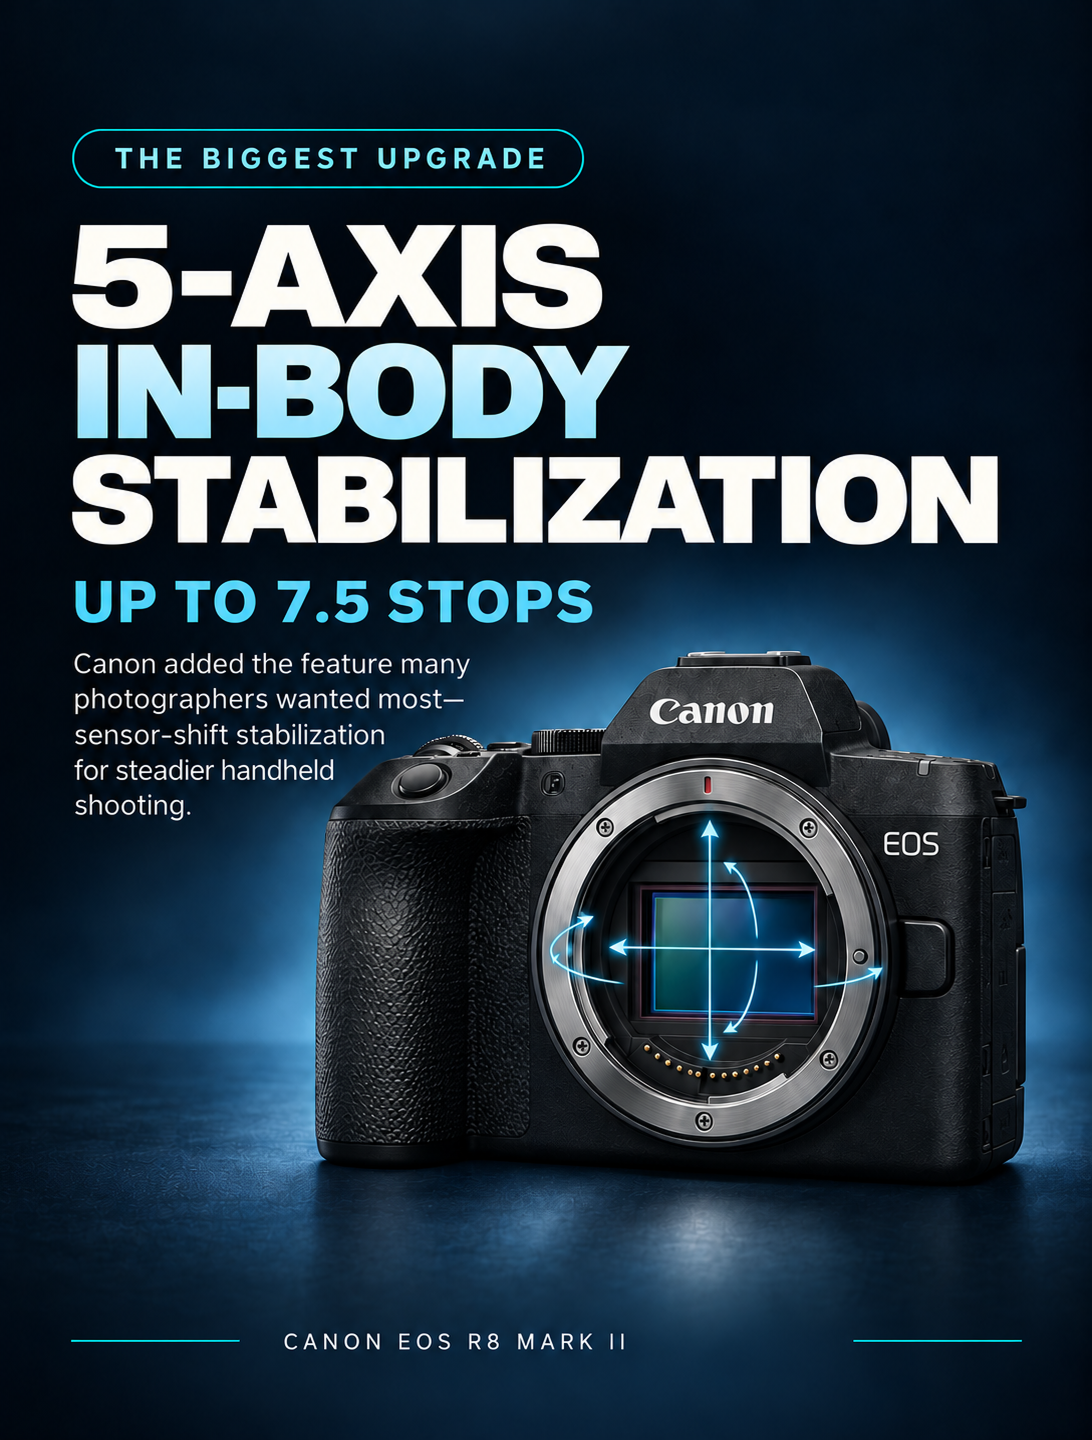 THE BIGGEST UPGRADE
5-AXIS
IN-BODY
STABILIZATION
UP TO 7.5 STOPS
Canon added the feature many
photographers wanted most—
sensor-shift stabilization
for steadier handheld
shooting.
Canon
EOS
CANON EOS R8 MARK II